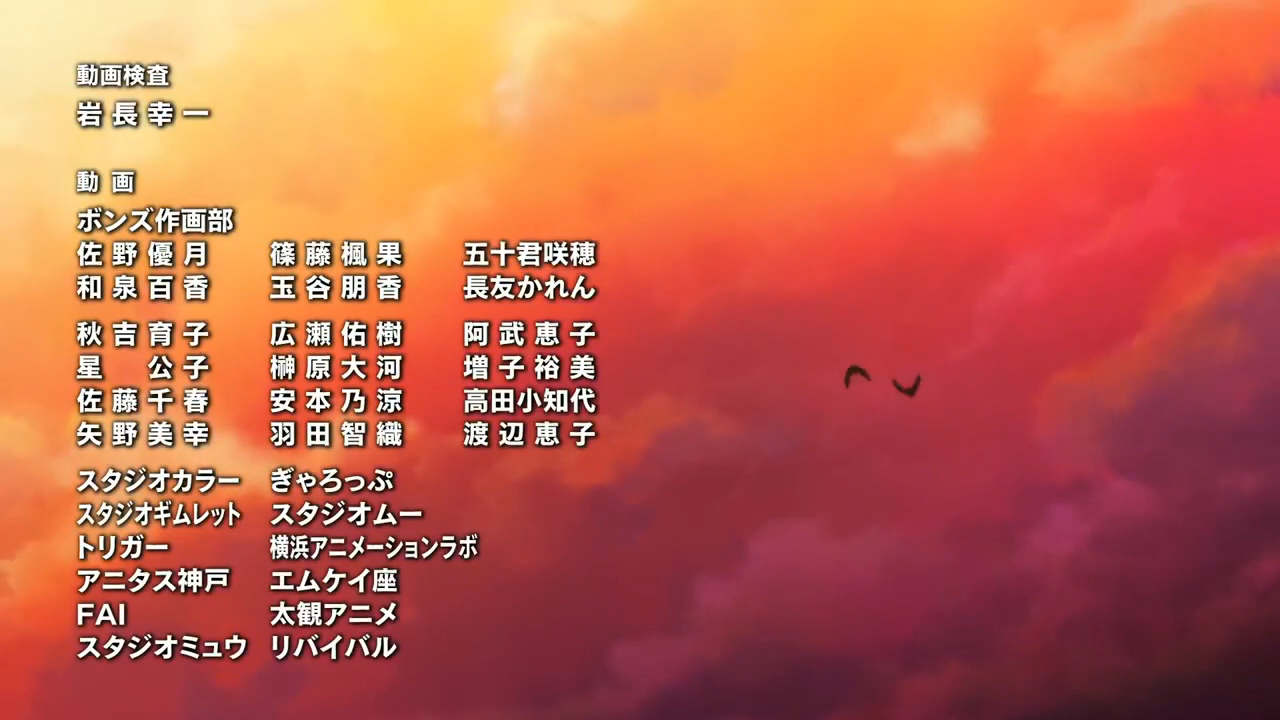 動画検査
岩長幸一
動画
ボンズ作画部
佐野優月 篠藤楓果 五十君咲穂
和泉百香 玉谷朋香 長友かれん
秋吉育子 広瀬佑樹 阿武恵子
星 公子 榊原大河 増子裕美
佐藤千春 安本乃涼 高田小知代
矢野美幸 羽田智織 渡辺恵子
スタジオカラー ぎゃろっぷ
スタジオギムレット スタジオムー
トリガー 横浜アニメーションラボ
アニタス神戸 エムケイ座
FAI 太観アニメ
スタジオミュウ リバイバル